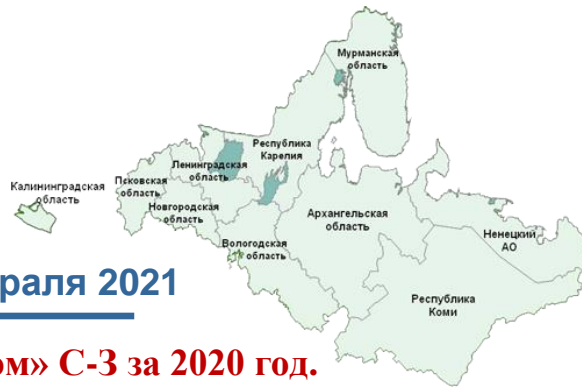 Мурманская
область
Республика
Карелия
Ленинградская
область
Псковская
область
Калининградская
область
Новгородская
область
Архангельская
область
Ненецкий
АО
Вологодская
область
Республика
Коми
раля 2021
ом» С-З за 2020 год.